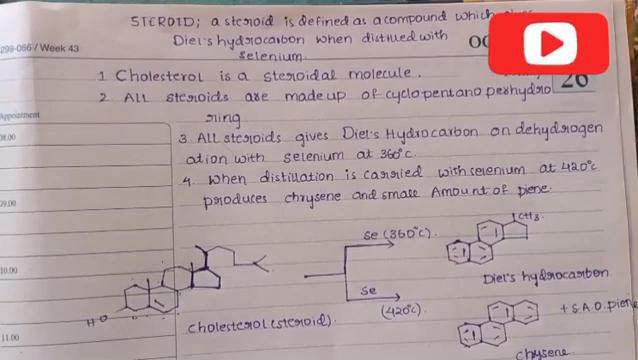 STEROID; a steroid is defined as a compound which
Diel's hydrocarbon when distilled with
selenium.
298-066 / Week 43
26
1 Cholesterol is a steroidal molecule.
2. All steroids are made up of cyclopentano perhydro
ring
Appointment
08.00
3. All steroids gives Diel's Hydrocarbon on dehydrogen
ation with selenium at 360°c.
4. When distillation is carried with selenium at 420°c
09.00
produces chrysene and small Amount of piene.
CH3.
Se (360°c).
10.00
Diel's hydrocarbon.
Se
(420°c)
+ S.A.O. piene
HO
cholesterol (steroid).
11.00
chysene.